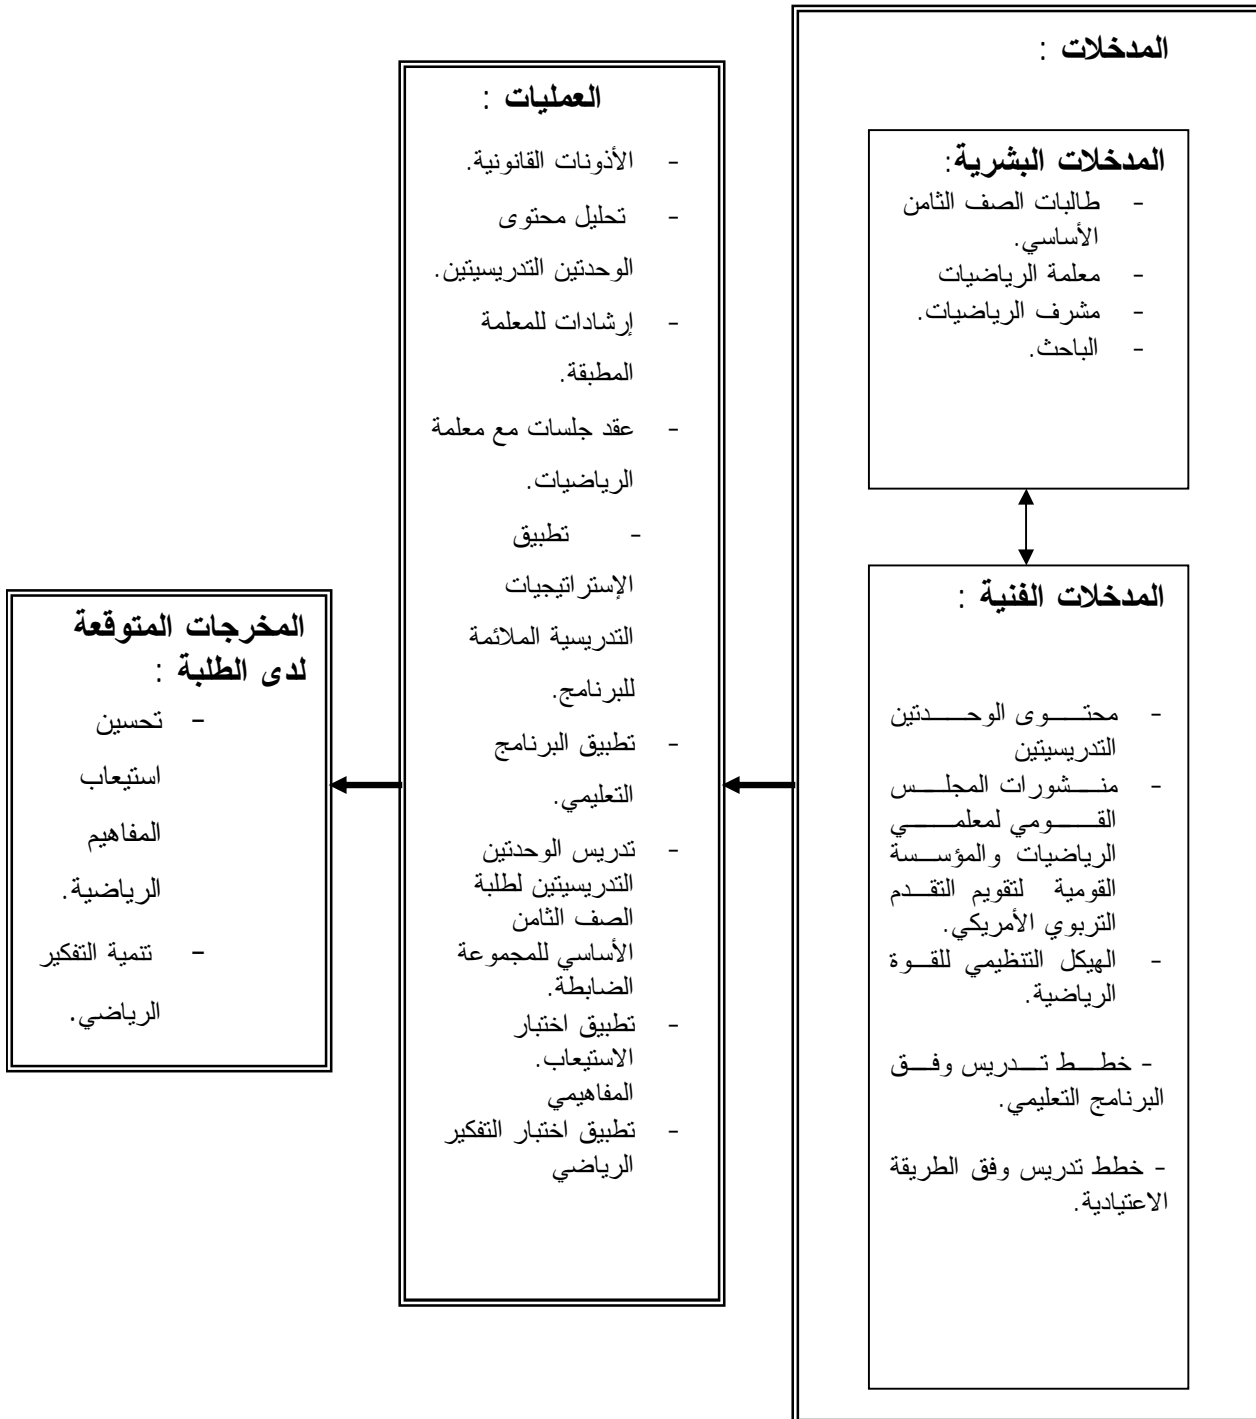 المدخلات :
المدخلات البشرية:
- طالبات الصف الثامن
الأساسي.
- معلمة الرياضيات
- مشرف الرياضيات.
- الباحث.
المدخلات الفنية :
- محتوى الوحدتين
التدريسيتين
- منشورات المجلس
القومي لمعلمي
الرياضيات والمؤسسة
القومية لتقويم التقدم
التربوي الأمريكي.
- الهيكل التنظيمي للقوة
الرياضية.
- خطط تدريس وفق
البرنامج التعليمي.
- خطط تدريس وفق الطريقة
الاعتيادية.
العمليات :
- الأذونات القانونية.
- تحليل محتوى
الوحدتين التدريسيتين.
- إرشادات للمعلمة
المطبقة.
- عقد جلسات مع معلمة
الرياضيات.
- تطبيق
الإستراتيجيات
التدريسية الملائمة
للبرنامج.
- تطبيق البرنامج
التعليمي.
- تدريس الوحدتين
التدريسيتين لطلبة
الصف الثامن
الأساسي للمجموعة
الضابطة.
- تطبيق اختبار
الاستيعاب.
المفاهيمي
- تطبيق اختبار التفكير
الرياضي
المخرجات المتوقعة
لدى الطلبة :
- تحسين
استيعاب
المفاهيم
الرياضية.
- تنمية التفكير
الرياضي.